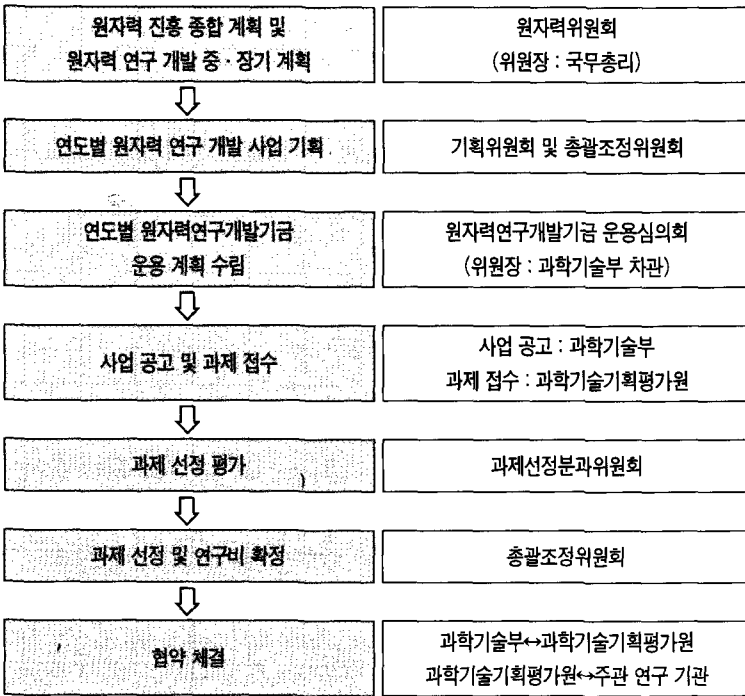 원자력 진흥 종합 계획 및
원자력 연구 개발 중·장기 계획
원자력위원회
(위원장 : 국무총리)
연도별 원자력 연구 개발 사업 기획
기획위원회 및 총괄조정위원회
연도별 원자력연구개발기금
운용 계획 수립
원자력연구개발기금 운용심의회
(위원장 : 과학기술부 차관)
사업 공고 및 과제 접수
사업 공고 : 과학기술부
과제 접수 : 과학기술기획평가원
과제 선정 평가
과제선정분과위원회
과제 선정 및 연구비 확정
총괄조정위원회
협약 체결
과학기술부↔과학기술기획평가원
과학기술기획평가원↔주관 연구 기관